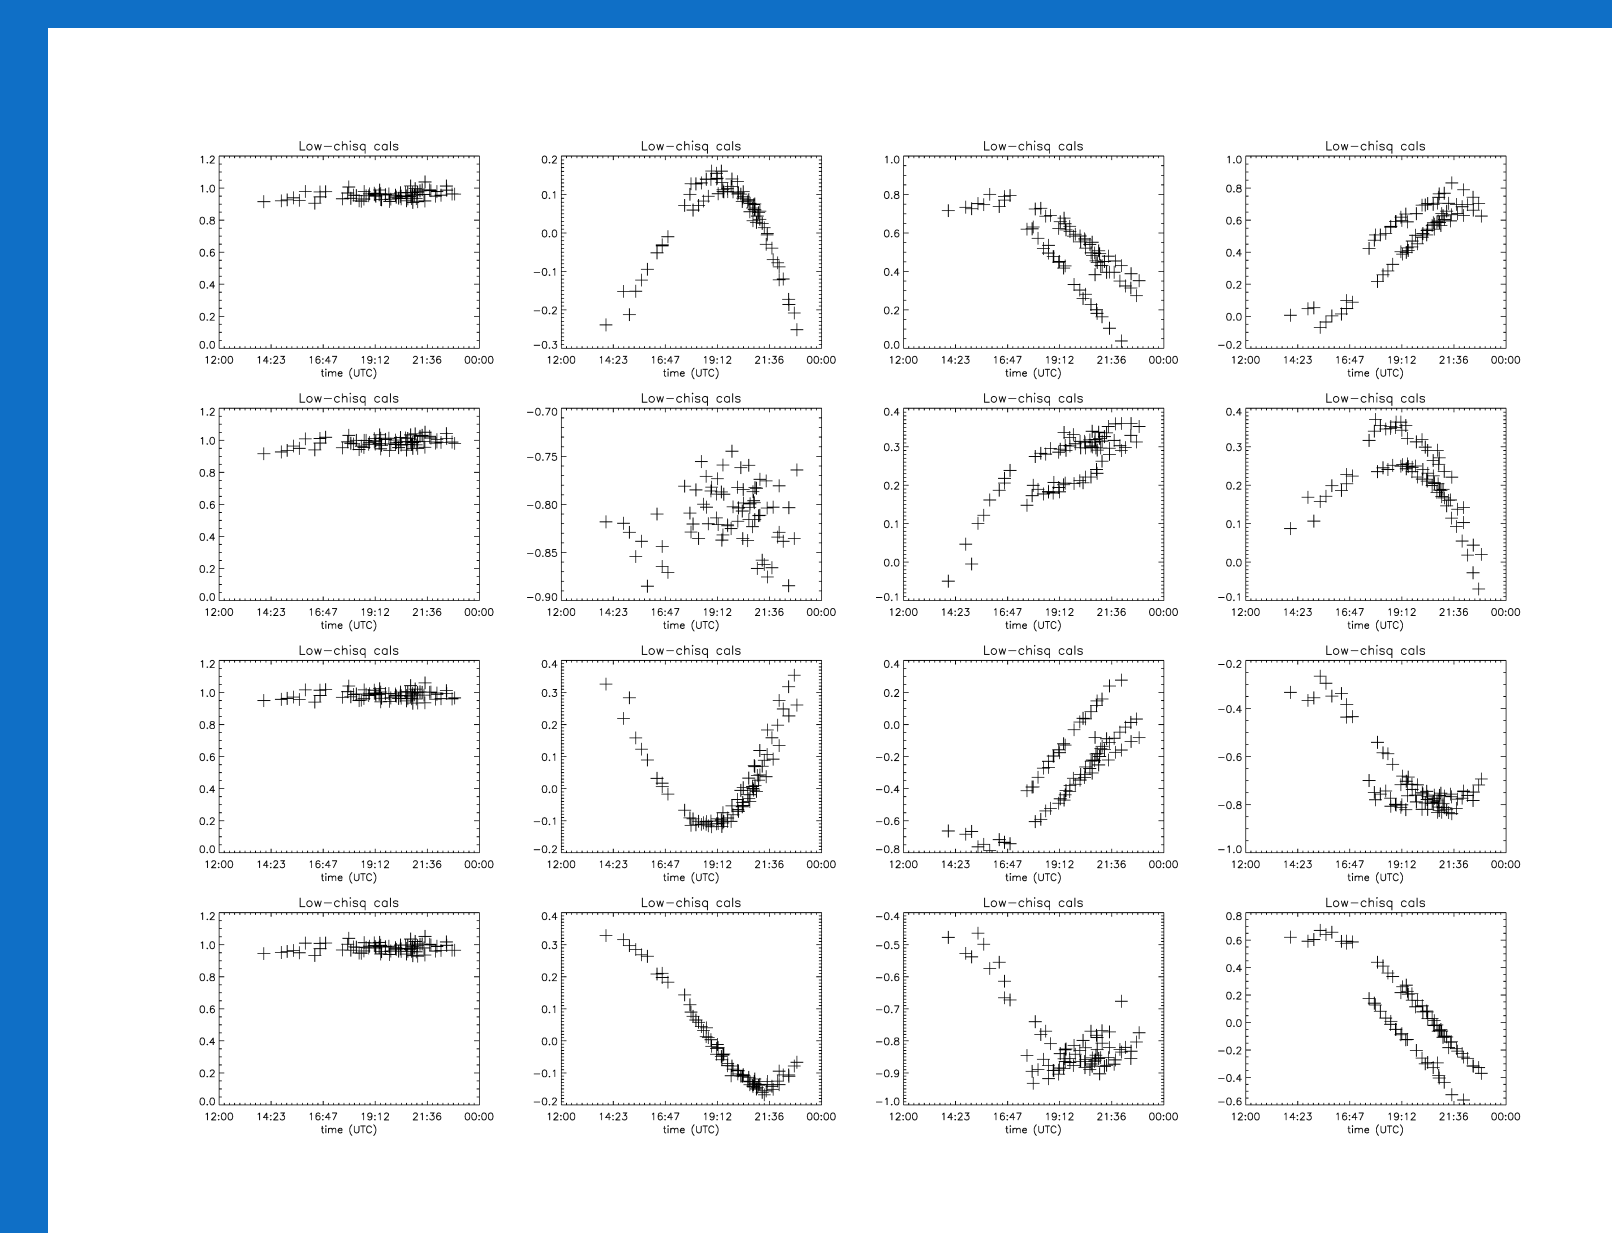 Low-chisq cals Low-chisq cals Low-chisq cals Low-chisq cals
1.2 0.2 1.0 1.0
1.0 0.1 0.8 0.8
0.8 0.0 0.6 0.6
0.6 -0.1 0.4 0.4
0.4 -0.2 0.2 0.2
0.2 -0.3 0.0 0.0
0.0 -0.2
12:00 14:23 16:47 19:12 21:36 00:00 12:00 14:23 16:47 19:12 21:36 00:00 12:00 14:23 16:47 19:12 21:36 00:00 12:00 14:23 16:47 19:12 21:36 00:00
time (UTC) time (UTC) time (UTC) time (UTC)
Low-chisq cals Low-chisq cals Low-chisq cals Low-chisq cals
1.2 -0.70 0.4 0.4
1.0 -0.75 0.3 0.3
0.8 -0.80 0.2 0.2
0.6 -0.85 0.1 0.1
0.4 -0.90 0.0 0.0
0.2 -0.1 -0.1
0.0
12:00 14:23 16:47 19:12 21:36 00:00 12:00 14:23 16:47 19:12 21:36 00:00 12:00 14:23 16:47 19:12 21:36 00:00 12:00 14:23 16:47 19:12 21:36 00:00
time (UTC) time (UTC) time (UTC) time (UTC)
Low-chisq cals Low-chisq cals Low-chisq cals Low-chisq cals
1.2 0.4 0.4 -0.2
1.0 0.3 0.2 -0.4
0.8 0.2 0.0 -0.6
0.6 0.1 -0.2 -0.8
0.4 0.0 -0.4 -1.0
0.2 -0.1 -0.6
0.0 -0.2 -0.8
12:00 14:23 16:47 19:12 21:36 00:00 12:00 14:23 16:47 19:12 21:36 00:00 12:00 14:23 16:47 19:12 21:36 00:00 12:00 14:23 16:47 19:12 21:36 00:00
time (UTC) time (UTC) time (UTC) time (UTC)
Low-chisq cals Low-chisq cals Low-chisq cals Low-chisq cals
1.2 0.4 -0.4 0.8
1.0 0.3 -0.5 0.6
0.8 0.2 -0.6 0.4
0.6 0.1 -0.7 0.2
0.4 0.0 -0.8 0.0
0.2 -0.1 -0.9 -0.2
0.0 -0.2 -1.0 -0.4
-0.6
12:00 14:23 16:47 19:12 21:36 00:00 12:00 14:23 16:47 19:12 21:36 00:00 12:00 14:23 16:47 19:12 21:36 00:00 12:00 14:23 16:47 19:12 21:36 00:00
time (UTC) time (UTC) time (UTC) time (UTC)